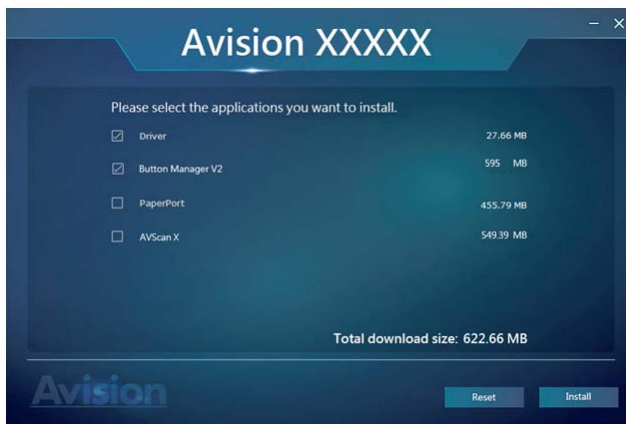 Avision XXXXX
Please select the applications you want to install.
Driver 27.66 MB
Button Manager V2 595 MB
PaperPort 455.79 MB
AVScan X 549.39 MB
Total download size: 622.66 MB
Avision
Reset Install